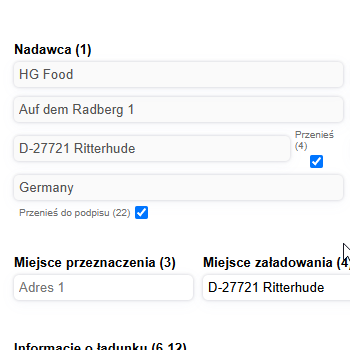 Nadawca (1)
HG Food
Auf dem Radberg 1
D-27721 Ritterhude
Przenieś
(4)
Germany
Przenieś do podpisu (22)
Miejsce przeznaczenia (3)
Miejsce załadowania (4)
Adres 1
D-27721 Ritterhude
Informacje o ładunku (6,12)